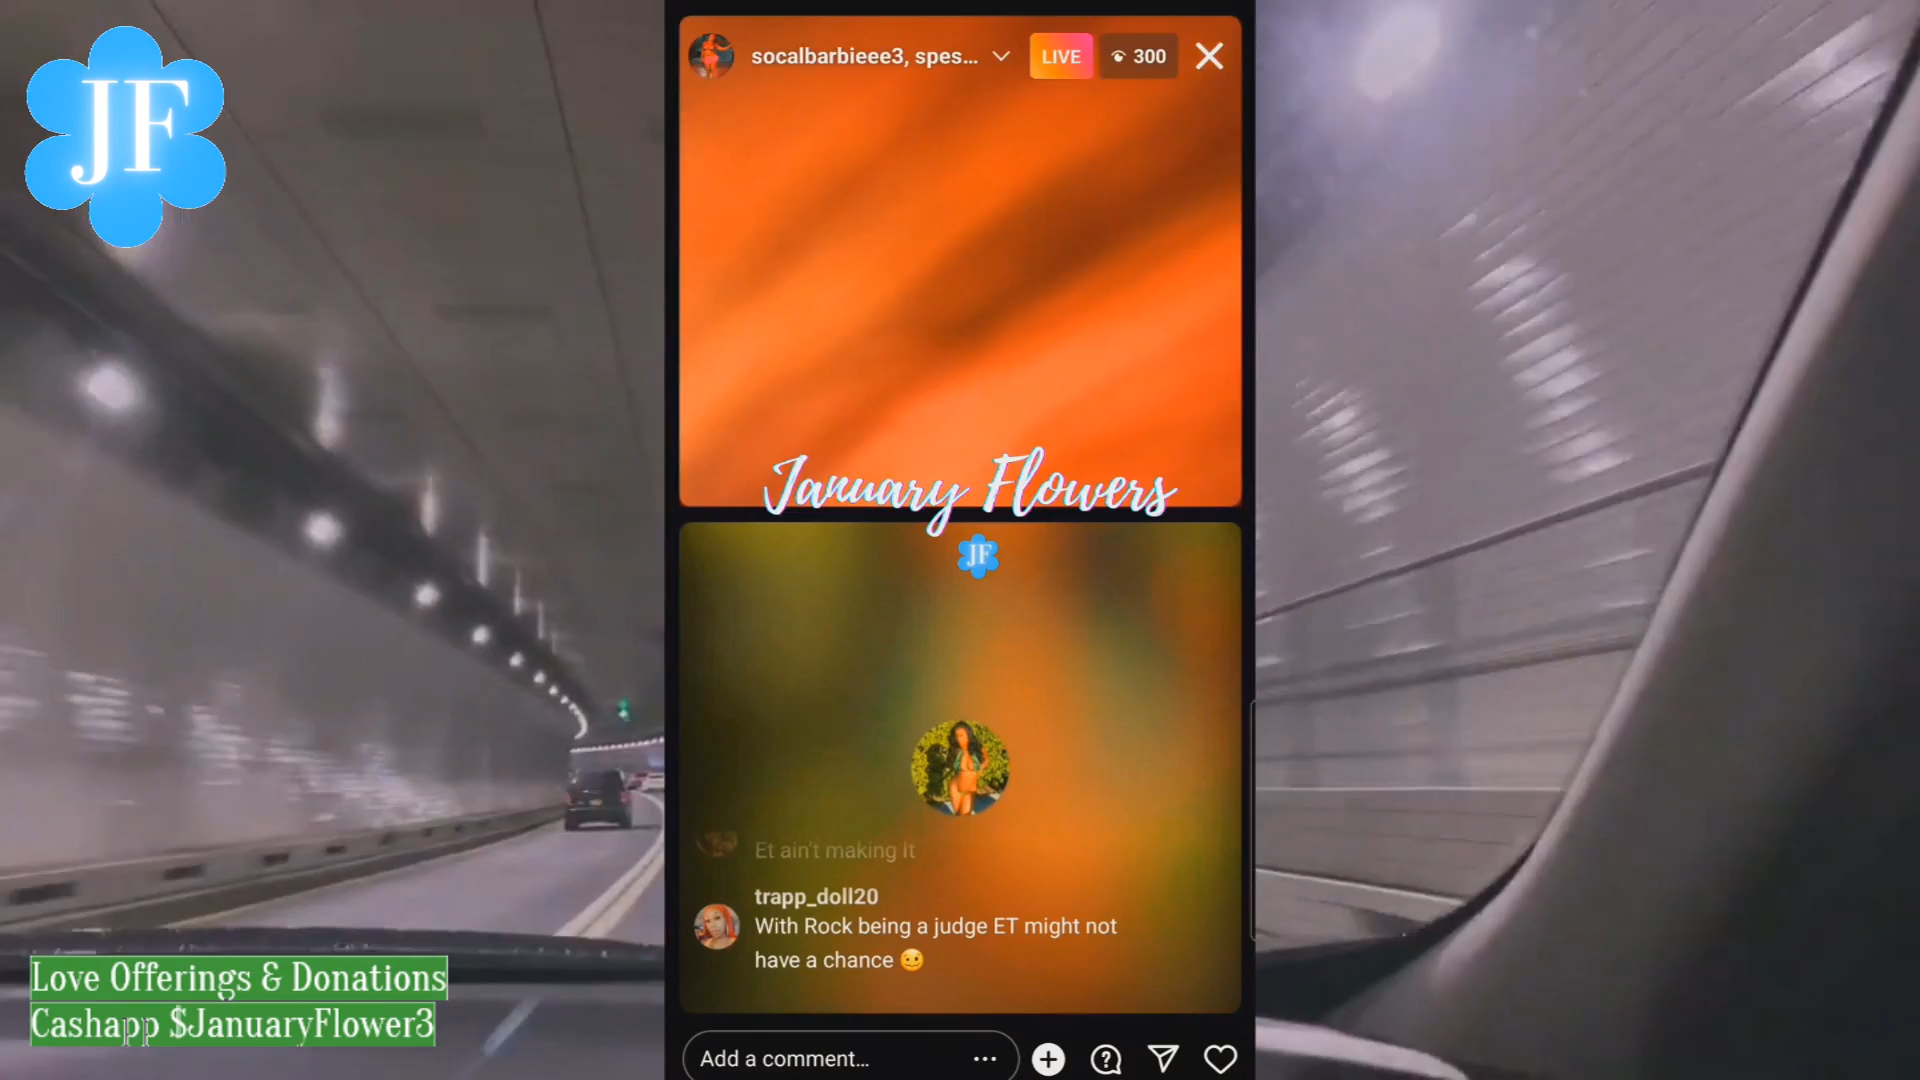 JF
socalbarbieee3, spes...
LIVE
300
January Flowers
JF
Et ain't making It
trapp_doll20
With Rock being a judge ET might not
have a chance 🥴
Love Offerings & Donations
Cashapp $JanuaryFlower3
Add a comment...